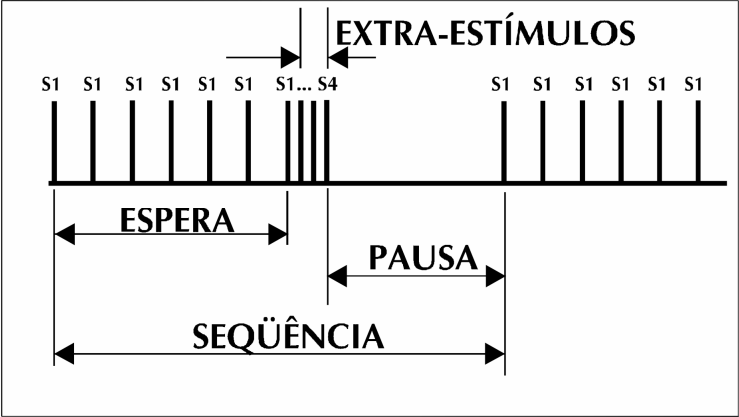 EXTRA-ESTÍMULOS
S1 S1 S1 S1 S1 S1 S1... S4 S1 S1 S1 S1 S1 S1
ESPERA
PAUSA
SEQÜÊNCIA